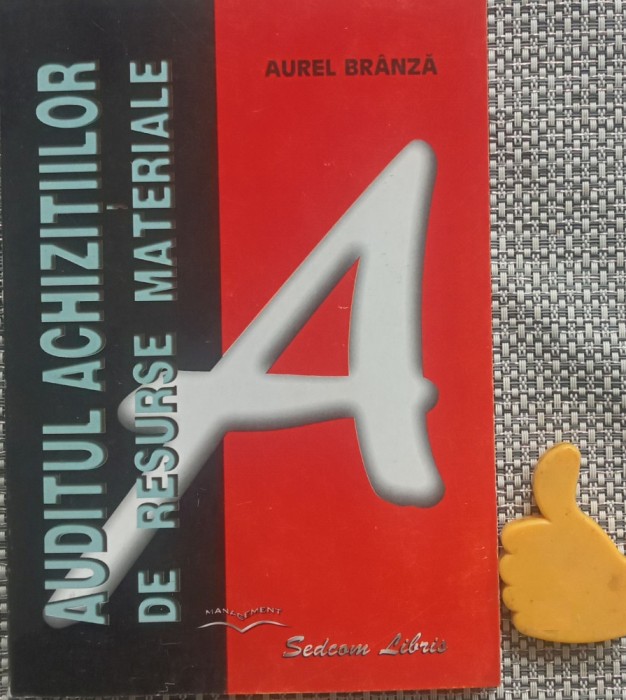 AUREL BRÂNZĂ
AUDITUL ACHIZIȚIILOR
DE RESURSE MATERIALE
MANAGEMENT
Sedcom Libris